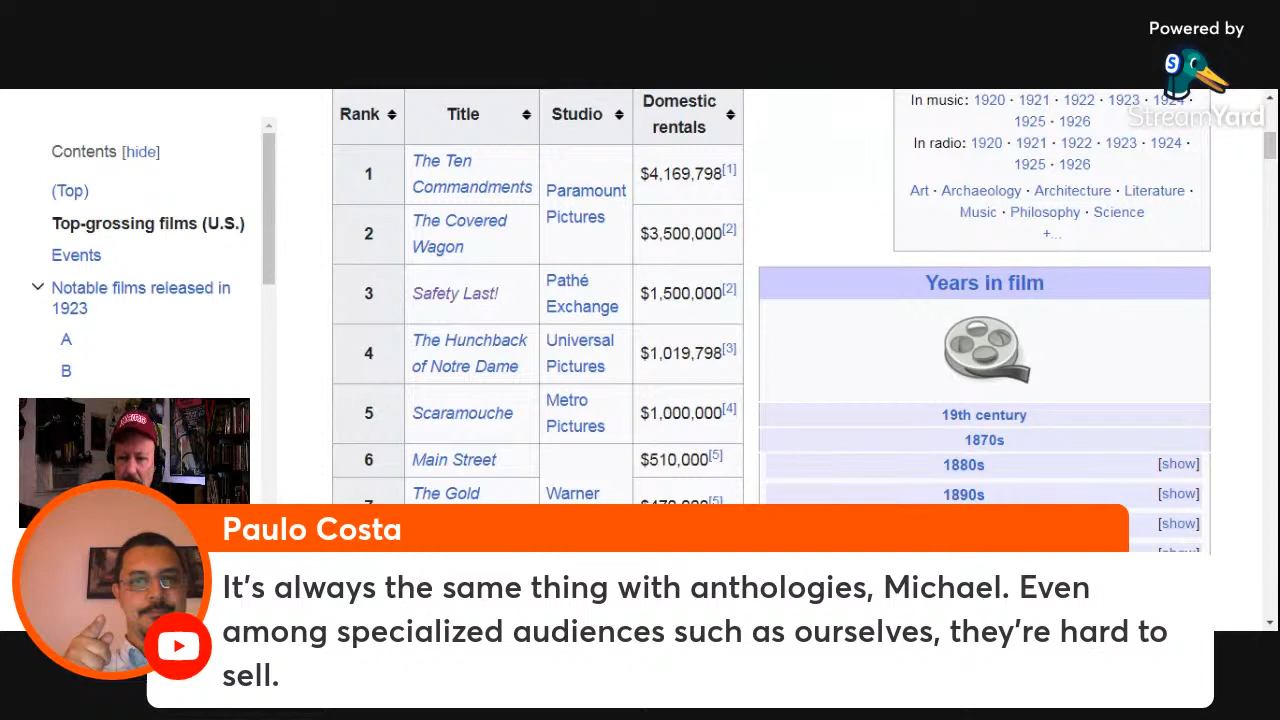 Powered by
StreamYard
Contents [hide]
(Top)
Top-grossing films (U.S.)
Events
Notable films released in
1923
A
B
Rank
Title
Studio
Domestic
rentals
1
The Ten
Commandments
Paramount
Pictures
$4,169,798[1]
2
The Covered
Wagon
$3,500,000[2]
3
Safety Last!
Pathé
Exchange
$1,500,000[2]
4
The Hunchback
of Notre Dame
Universal
Pictures
$1,019,798[3]
5
Scaramouche
Metro
Pictures
$1,000,000[4]
6
Main Street
$510,000[5]
The Gold
Warner
In music: 1920 · 1921 · 1922 · 1923 · 1924 ·
1925 · 1926
In radio: 1920 · 1921 · 1922 · 1923 · 1924 ·
1925 · 1926
Art · Archaeology · Architecture · Literature ·
Music · Philosophy · Science
+...
Years in film
19th century
1870s
1880s [show]
1890s [show]
[show]
Paulo Costa
It's always the same thing with anthologies, Michael. Even
among specialized audiences such as ourselves, they're hard to
sell.